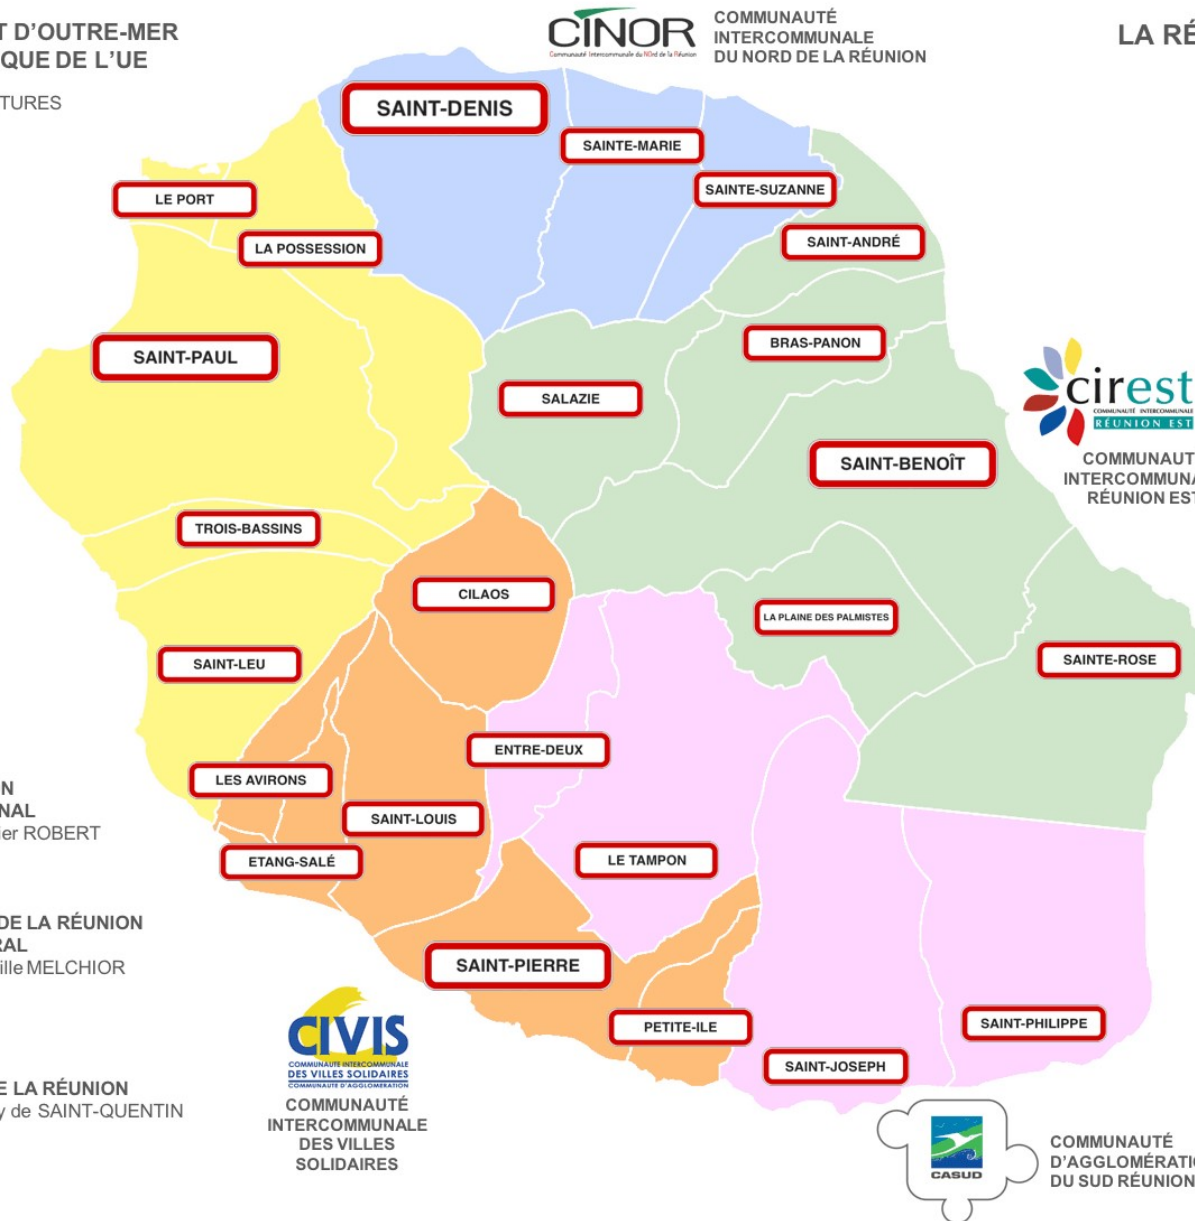 T D'OUTRE-MER
QUE DE L'UE
TURES
CINOR
Communauté Intercommunale du NOrd de la Réunion
COMMUNAUTÉ
INTERCOMMUNALE
DU NORD DE LA RÉUNION
LA RÉ
SAINT-DENIS
SAINTE-MARIE
SAINTE-SUZANNE
LE PORT
SAINT-ANDRÉ
LA POSSESSION
BRAS-PANON
SAINT-PAUL
SALAZIE
cirest
COMMUNAUTÉ INTERCOMMUNALE
RÉUNION EST
COMMUNAUT
INTERCOMMUNA
RÉUNION EST
SAINT-BENOÎT
TROIS-BASSINS
CILAOS
LA PLAINE DES PALMISTES
SAINT-LEU
SAINTE-ROSE
ENTRE-DEUX
LES AVIRONS
SAINT-LOUIS
ETANG-SALÉ
LE TAMPON
N
NAL
ier ROBERT
DE LA RÉUNION
RAL
ille MELCHIOR
SAINT-PIERRE
PETITE-ILE
SAINT-PHILIPPE
SAINT-JOSEPH
E LA RÉUNION
y de SAINT-QUENTIN
CIVIS
COMMUNAUTÉ INTERCOMMUNALE
DES VILLES SOLIDAIRES
COMMUNAUTÉ D'AGGLOMÉRATION
COMMUNAUTÉ
INTERCOMMUNALE
DES VILLES
SOLIDAIRES
CASUD
COMMUNAUTÉ
D'AGGLOMÉRATIO
DU SUD RÉUNION